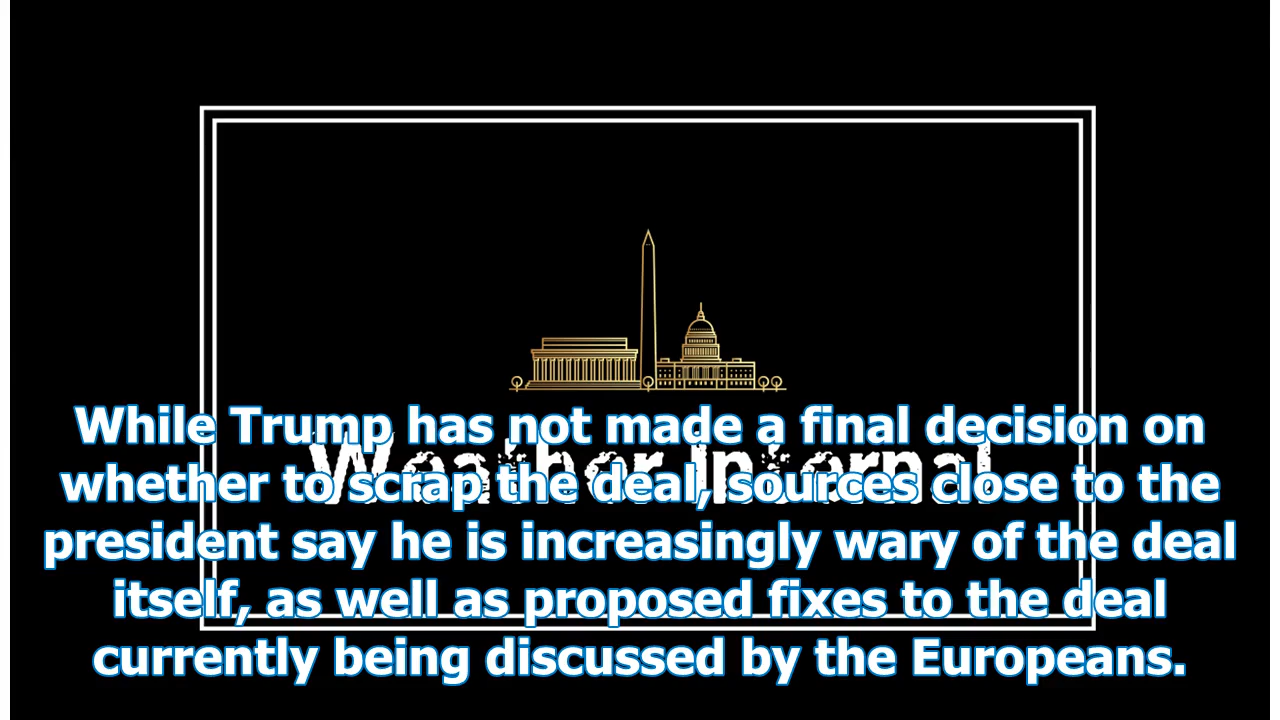 While Trump has not made a final decision on
Weather Internal
whether to scrap the deal, sources close to the
president say he is increasingly wary of the deal
itself, as well as proposed fixes to the deal
currently being discussed by the Europeans.